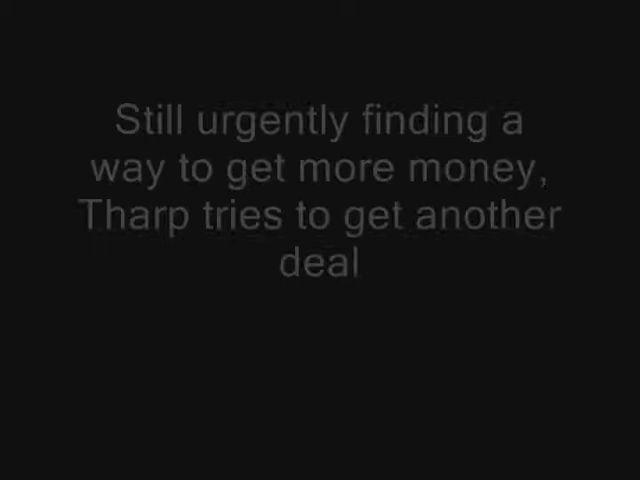 Still urgently finding a
way to get more money,
Tharp tries to get another
deal